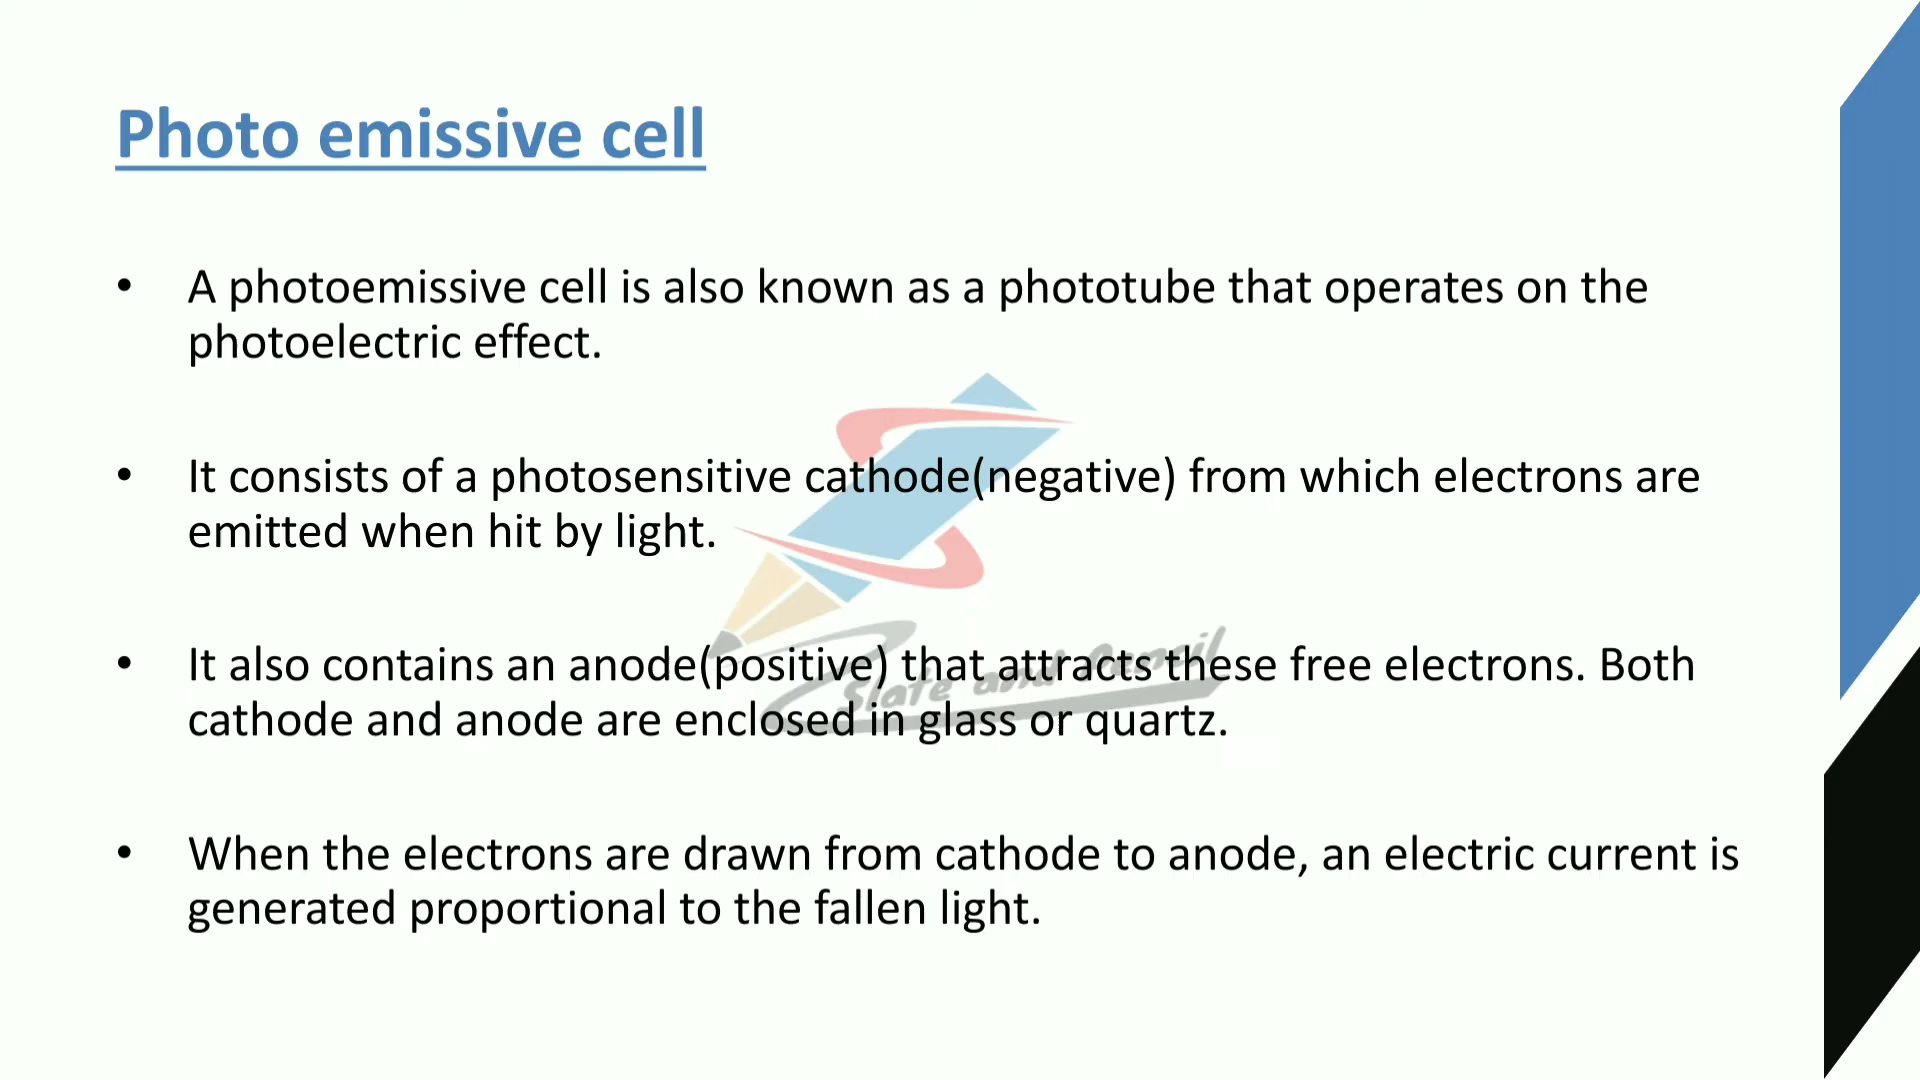 Photo emissive cell
• A photoemissive cell is also known as a phototube that operates on the
photoelectric effect.
• It consists of a photosensitive cathode(negative) from which electrons are
emitted when hit by light.
• It also contains an anode(positive) that attracts these free electrons. Both
cathode and anode are enclosed in glass or quartz.
Slate and Pencil
• When the electrons are drawn from cathode to anode, an electric current is
generated proportional to the fallen light.